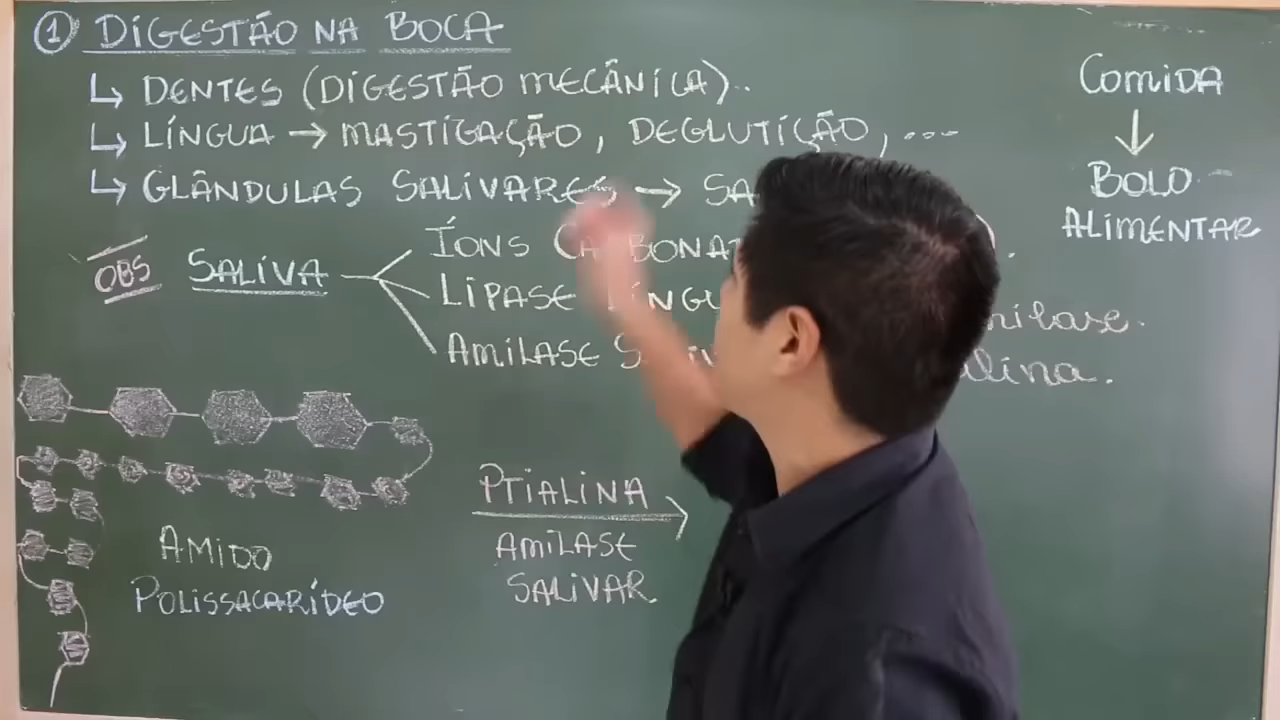 ① DIGESTÃO NA BOCA
↳ DENTES (DIGESTÃO MECÂNICA)..
↳ LÍNGUA → MASTIGAÇÃO, DEGLUTIÇÃO, ...
↳ GLÂNDULAS SALIVARES → SA
OBS SALIVA
ÍONS
LIPASE
AMILASE
AMIDO
POLISSACARÍDEO
PTIALINA
AMILASE
SALIVAR
COMIDA
↓
BOLO
ALIMENTAR